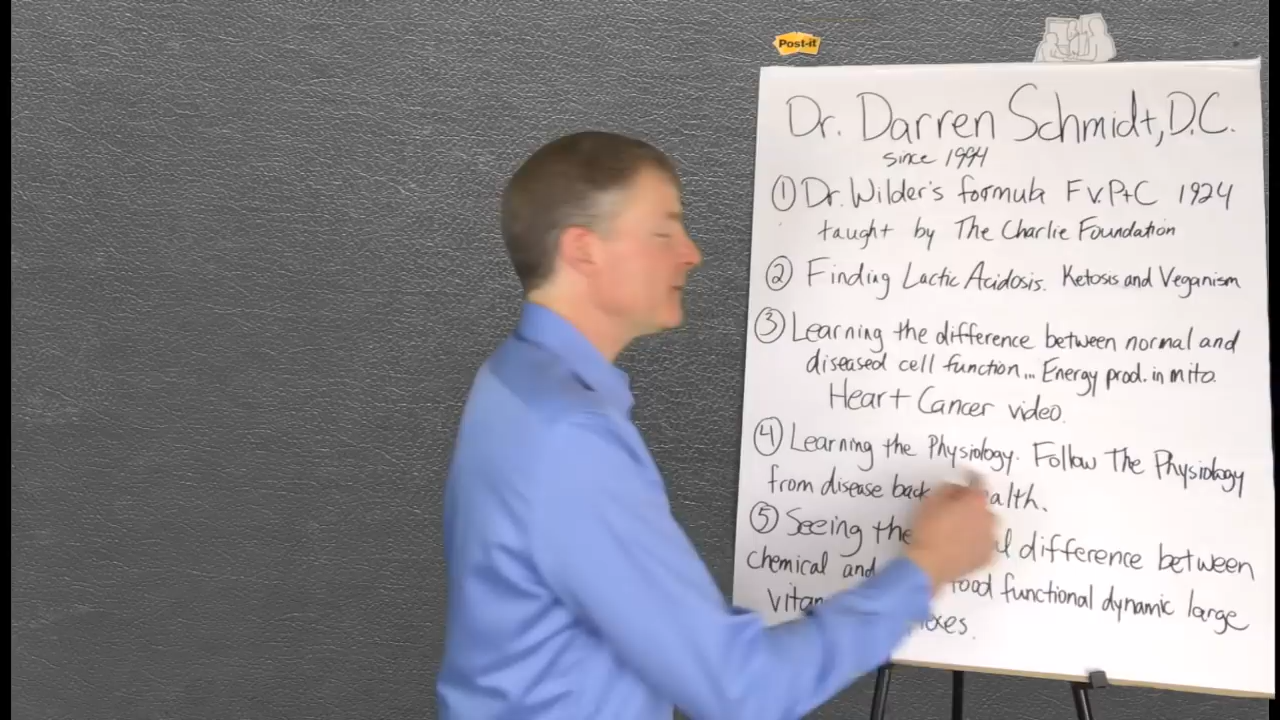 Post-it
Dr. Darren Schmidt, D.C.
since 1994
① Dr. Wilder's formula F v. P+C 1924
taught by The Charlie Foundation
② Finding Lactic Acidosis. Ketosis and Veganism
③ Learning the difference between normal and
diseased cell function... Energy prod. in mito.
Heart Cancer video.
④ Learning the Physiology. Follow The Physiology
from disease back
⑤ Seeing the difference between
chemical and food functional dynamic large